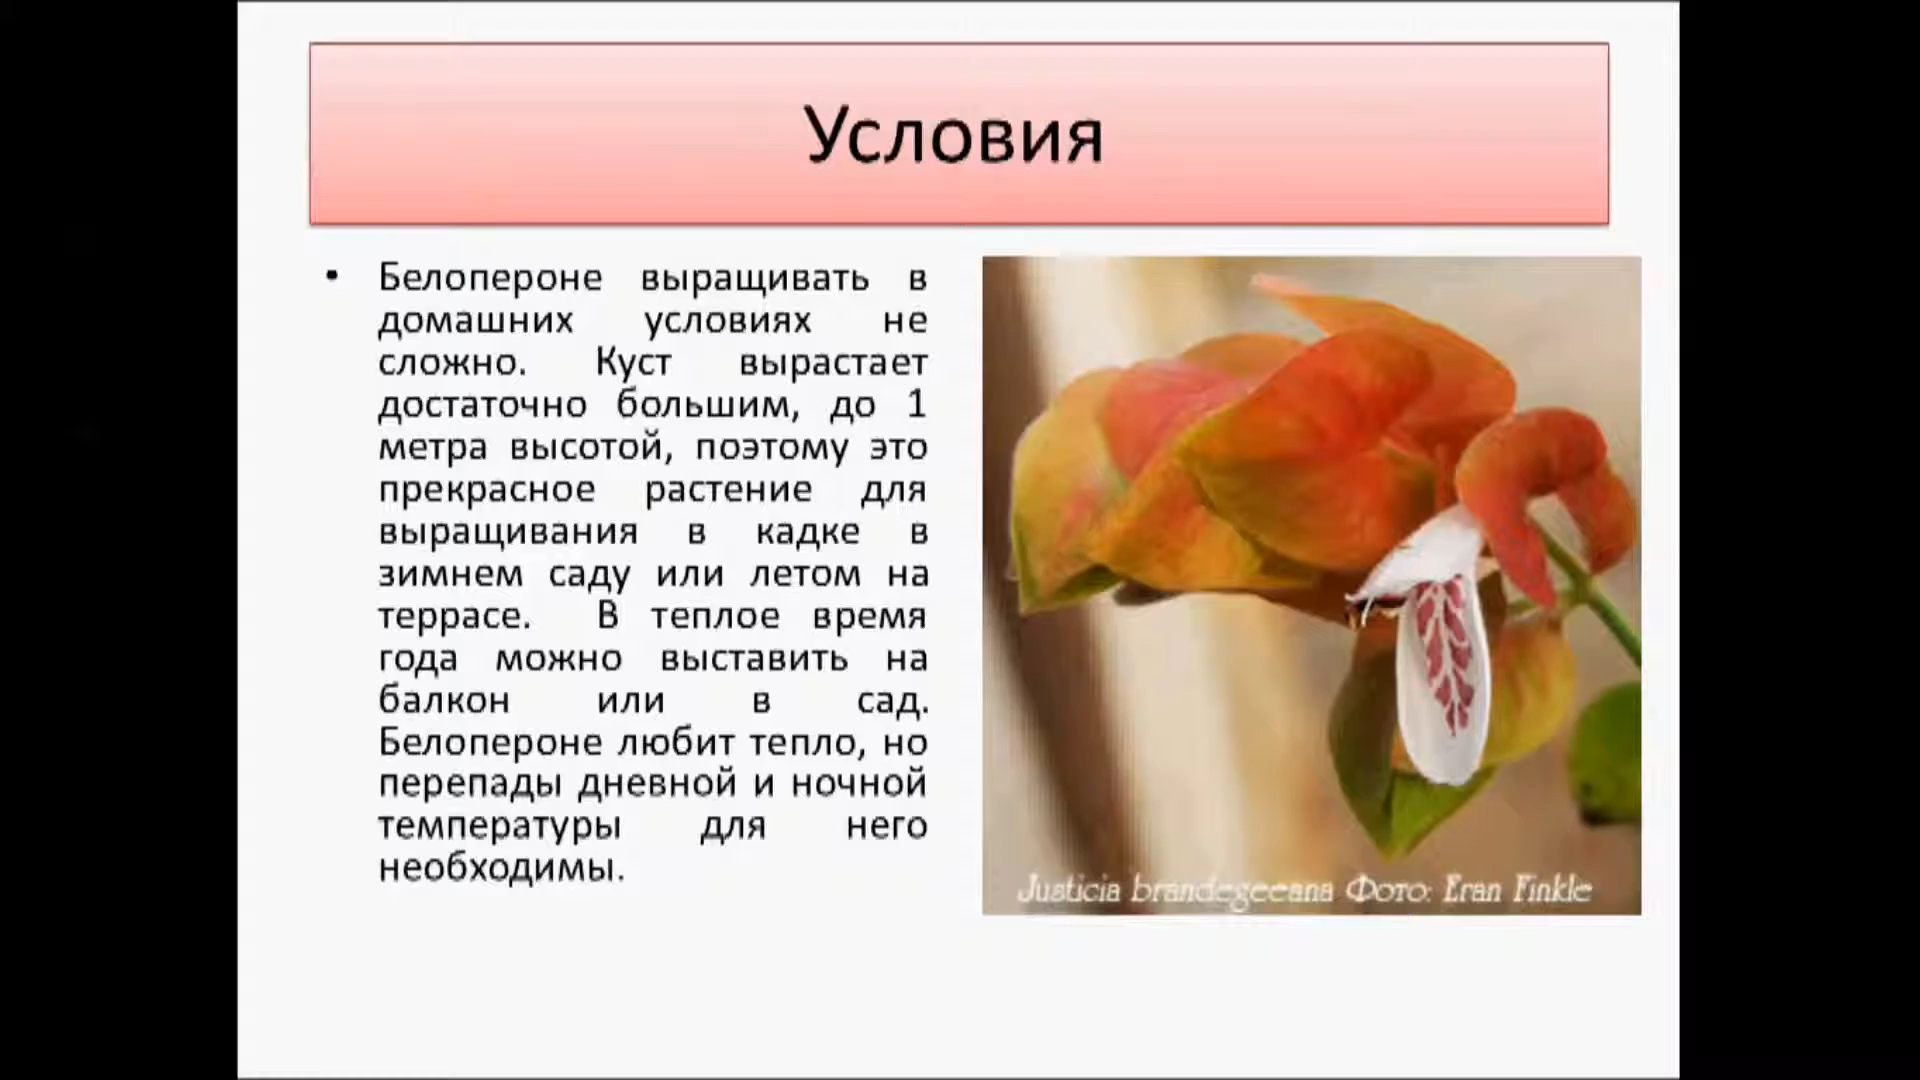 Условия
• Белопероне выращивать в
домашних условиях не
сложно. Куст вырастает
достаточно большим, до 1
метра высотой, поэтому это
прекрасное растение для
выращивания в кадке в
зимнем саду или летом на
террасе. В теплое время
года можно выставить на
балкон или в сад.
Белопероне любит тепло, но
перепады дневной и ночной
температуры для него
необходимы.
Justicia brandegeeana Фото: Eran Finkle